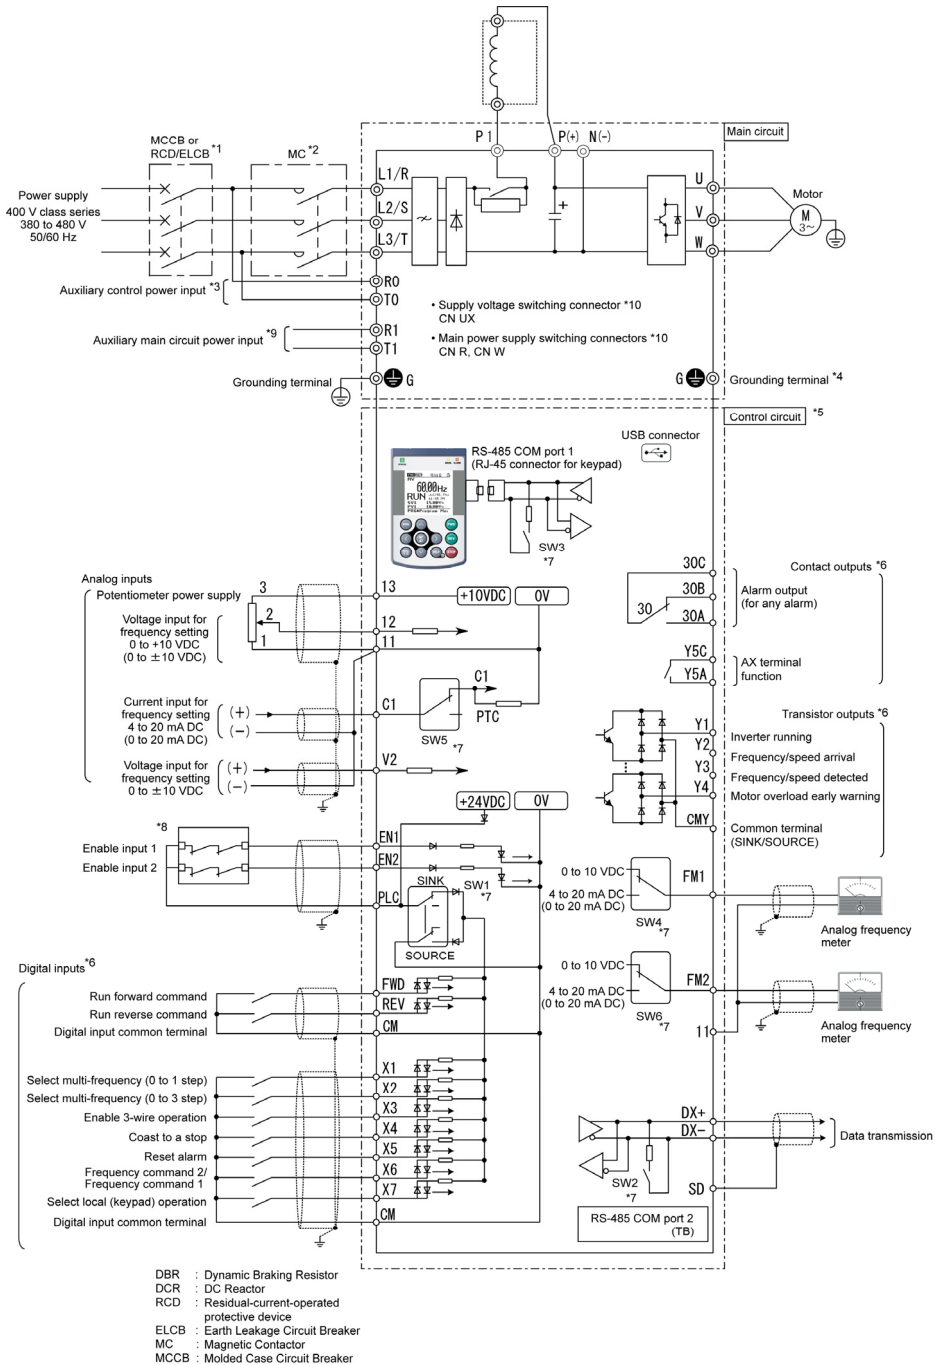 P1
P(+)
N(-)
Main circuit
MCCB or
RCD/ELCB *1
MC *2
L1/R
L2/S
L3/T
Power supply
400 V class series
380 to 480 V
50/60 Hz
U
V
W
Motor
M
3~
+
Auxiliary control power input *3
R0
T0
• Supply voltage switching connector *10
CN UX
• Main power supply switching connectors *10
CN R, CN W
Auxiliary main circuit power input *9
R1
T1
Grounding terminal
G
G
Grounding terminal *4
Control circuit *5
USB connector
RS-485 COM port 1
(RJ-45 connector for keypad)
60.00Hz
RUN
SW3
*7
Analog inputs
Potentiometer power supply
3
2
1
13
12
11
+10VDC
0V
Voltage input for
frequency setting
0 to +10 VDC
(0 to ±10 VDC)
Current input for
frequency setting
4 to 20 mA DC
(0 to 20 mA DC)
(+)
(−)
C1
C1
PTC
SW5
*7
Voltage input for
frequency setting
0 to ±10 VDC
(+)
(−)
V2
30C
30B
30A
30
Contact outputs *6
Alarm output
(for any alarm)
Y5C
Y5A
AX terminal
function
Transistor outputs *6
Y1
Inverter running
Y2
Frequency/speed arrival
Y3
Frequency/speed detected
Y4
Motor overload early warning
CMY
Common terminal
(SINK/SOURCE)
+24VDC
0V
*8
Enable input 1
Enable input 2
EN1
EN2
PLC
SINK
SW1
*7
SOURCE
0 to 10 VDC
4 to 20 mA DC
(0 to 20 mA DC)
SW4
*7
FM1
Analog frequency
meter
0 to 10 VDC
4 to 20 mA DC
(0 to 20 mA DC)
SW6
*7
FM2
11
Analog frequency
meter
Digital inputs *6
Run forward command
FWD
Run reverse command
REV
Digital input common terminal
CM
Select multi-frequency (0 to 1 step)
X1
Select multi-frequency (0 to 3 step)
X2
Enable 3-wire operation
X3
Coast to a stop
X4
Reset alarm
X5
Frequency command 2/
Frequency command 1
X6
Select local (keypad) operation
X7
Digital input common terminal
CM
DX+
DX−
SD
Data transmission
SW2
*7
RS-485 COM port 2
(TB)
DBR : Dynamic Braking Resistor
DCR : DC Reactor
RCD : Residual-current-operated
protective device
ELCB : Earth Leakage Circuit Breaker
MC : Magnetic Contactor
MCCB : Molded Case Circuit Breaker